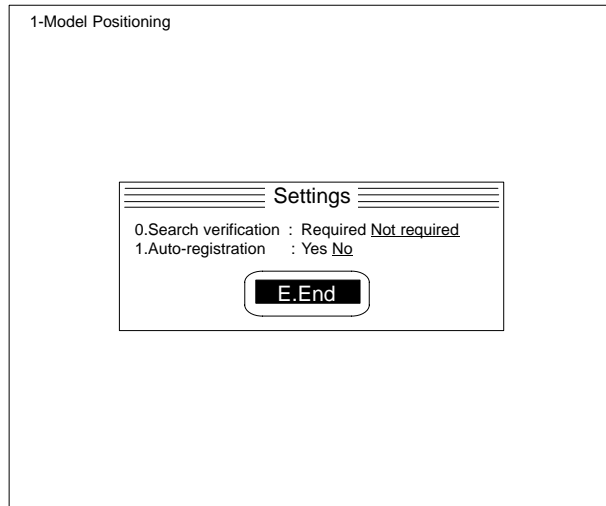 1-Model Positioning
Settings
0.Search verification : Required Not required
1.Auto-registration : Yes No
E.End